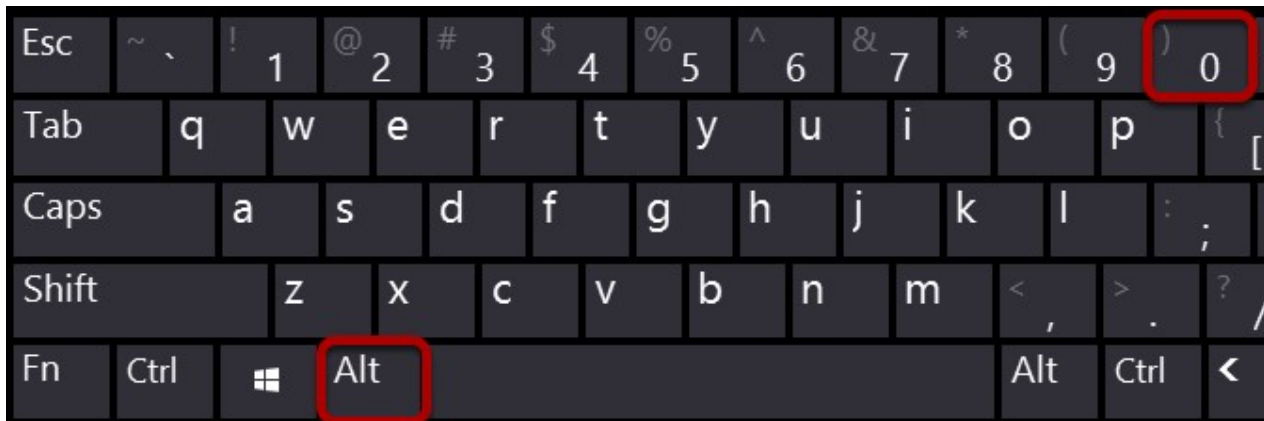 Esc ~ ` ! 1 @ 2 # 3 $ 4 % 5 ^ 6 & 7 * 8 ( 9 ) 0
Tab q w e r t y u i o p { [
Caps a s d f g h j k l : ;
Shift z x c v b n m < , > . ? /
Fn Ctrl Alt Alt Ctrl <